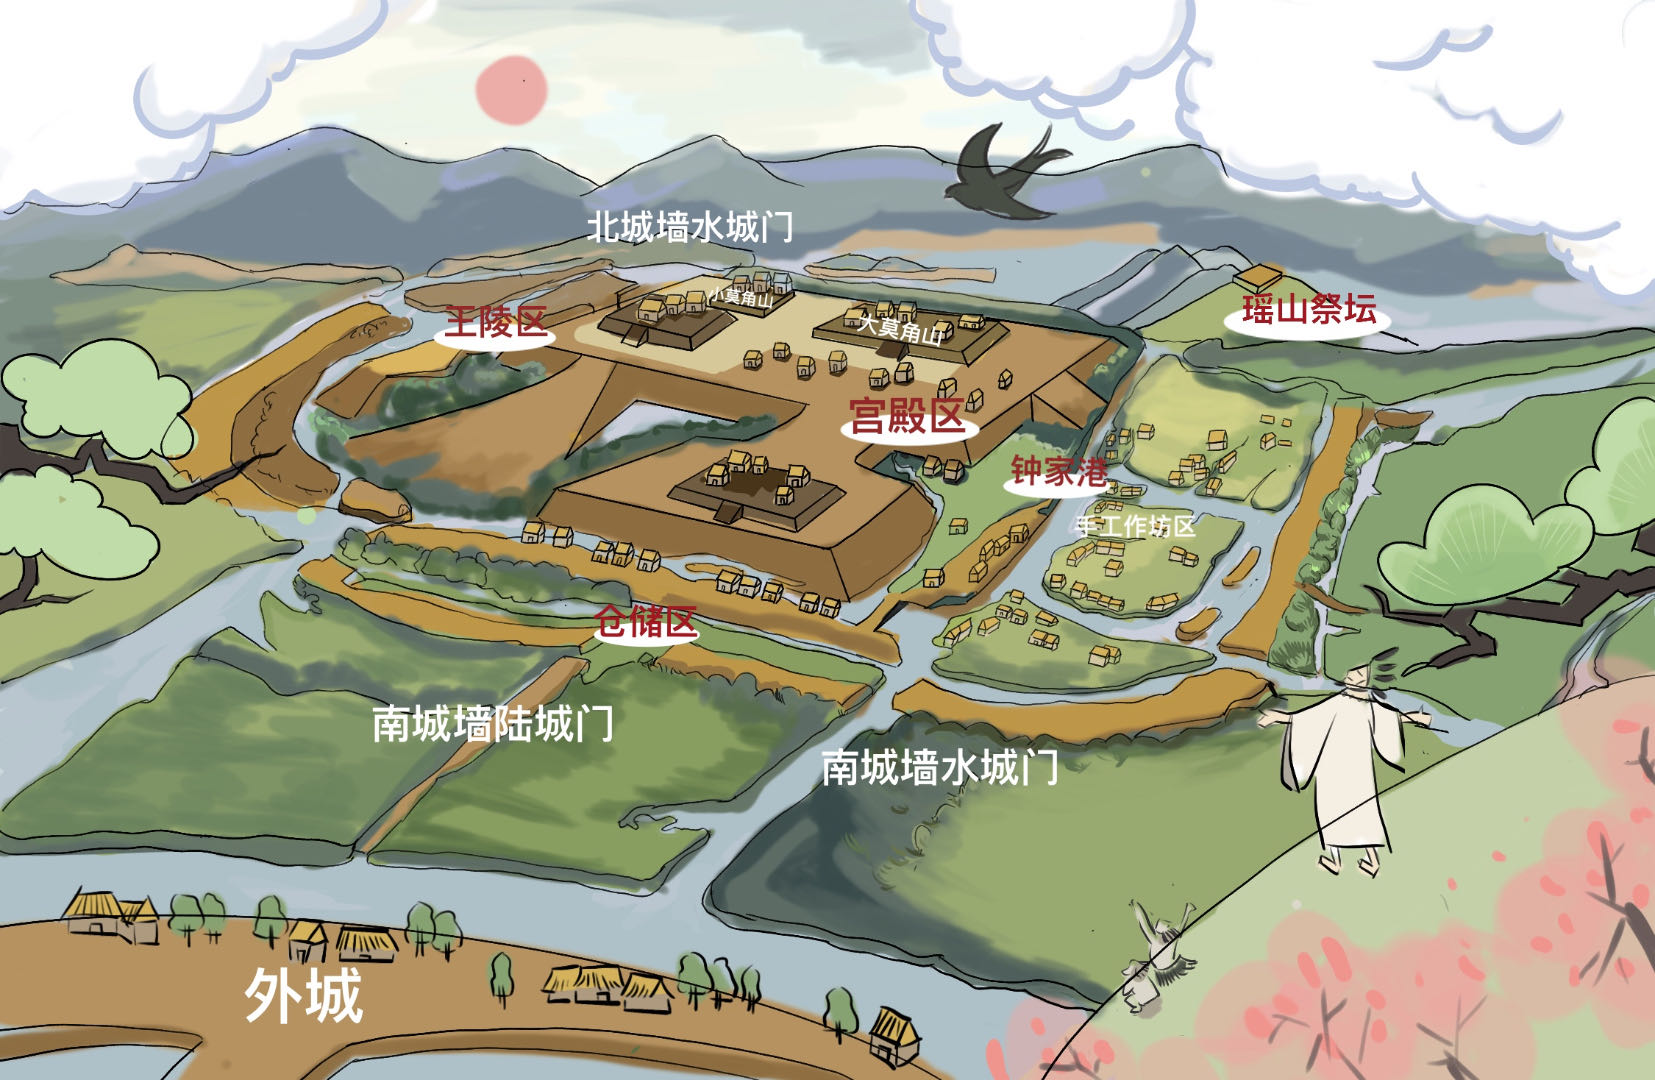 北城墙水城门
小莫角山
王陵区
大莫角山
瑶山祭坛
宫殿区
钟家港
手工作坊区
仓储区
南城墙陆城门
南城墙水城门
外城